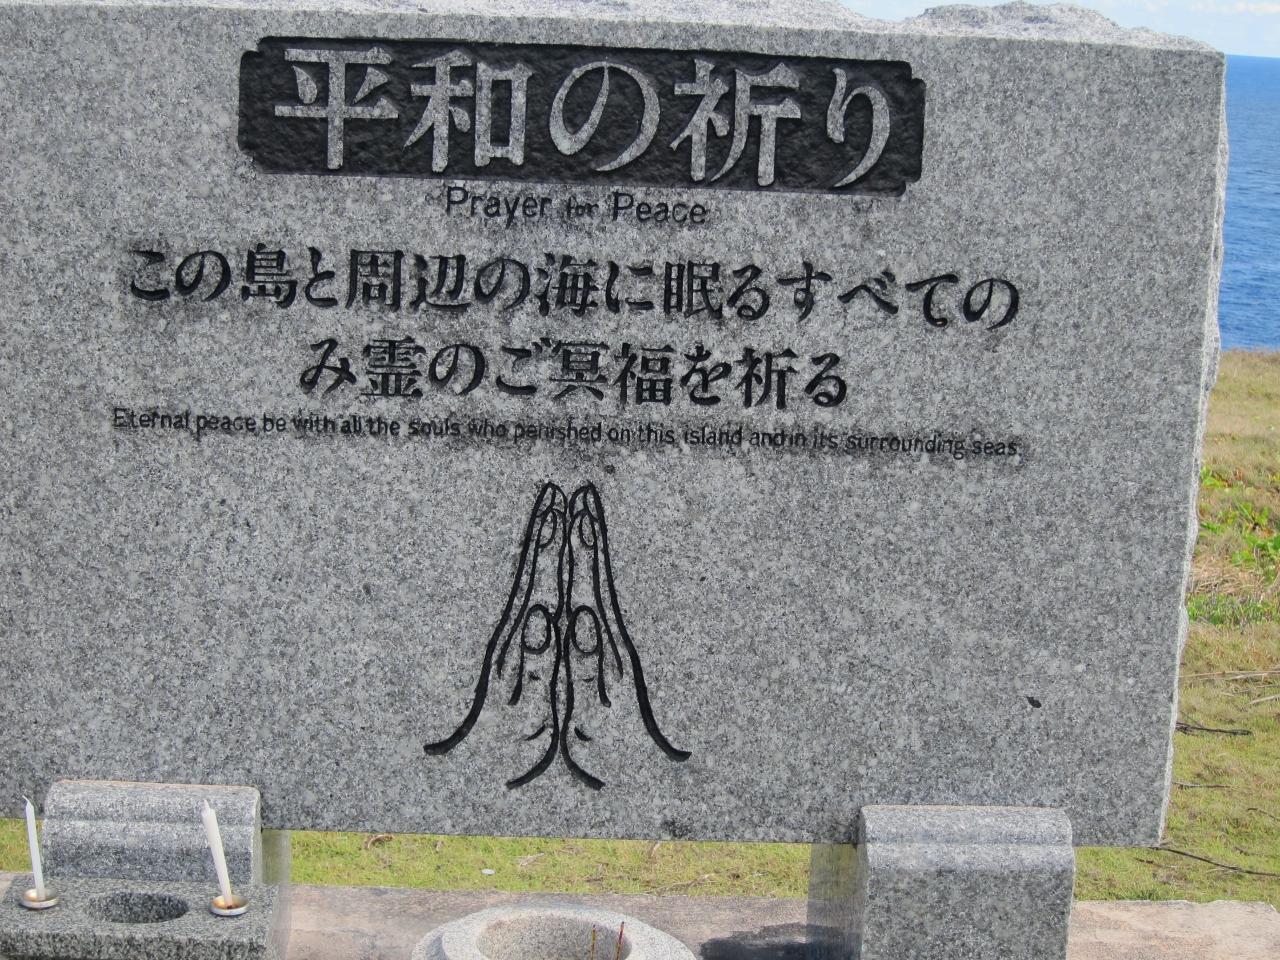 平和の祈り
Prayer for Peace
この島と周辺の海に眠るすべての
み霊のご冥福を祈る
Eternal peace be with all the souls who perished on this island and in its surrounding seas.